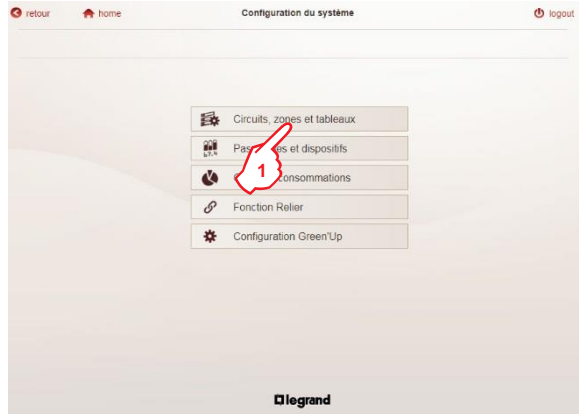 retour
home
Configuration du système
logout
Circuits, zones et tableaux
et dispositifs
1
consommations
Fonction Relier
Configuration Green'Up
legrand